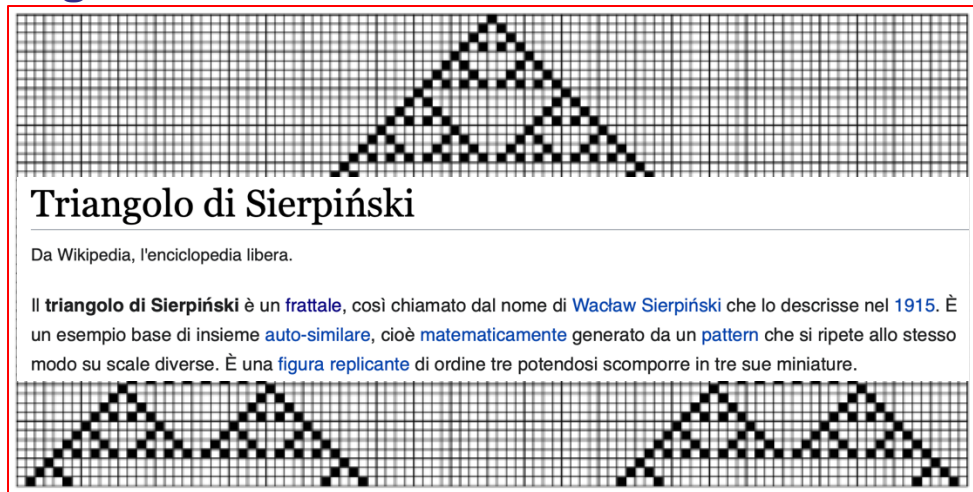 Triangolo di Sierpiński
Da Wikipedia, l'enciclopedia libera.
Il triangolo di Sierpiński è un frattale, così chiamato dal nome di Wacław Sierpiński che lo descrisse nel 1915. È
un esempio base di insieme auto-similare, cioè matematicamente generato da un pattern che si ripete allo stesso
modo su scale diverse. È una figura replicante di ordine tre potendosi scomporre in tre sue miniature.